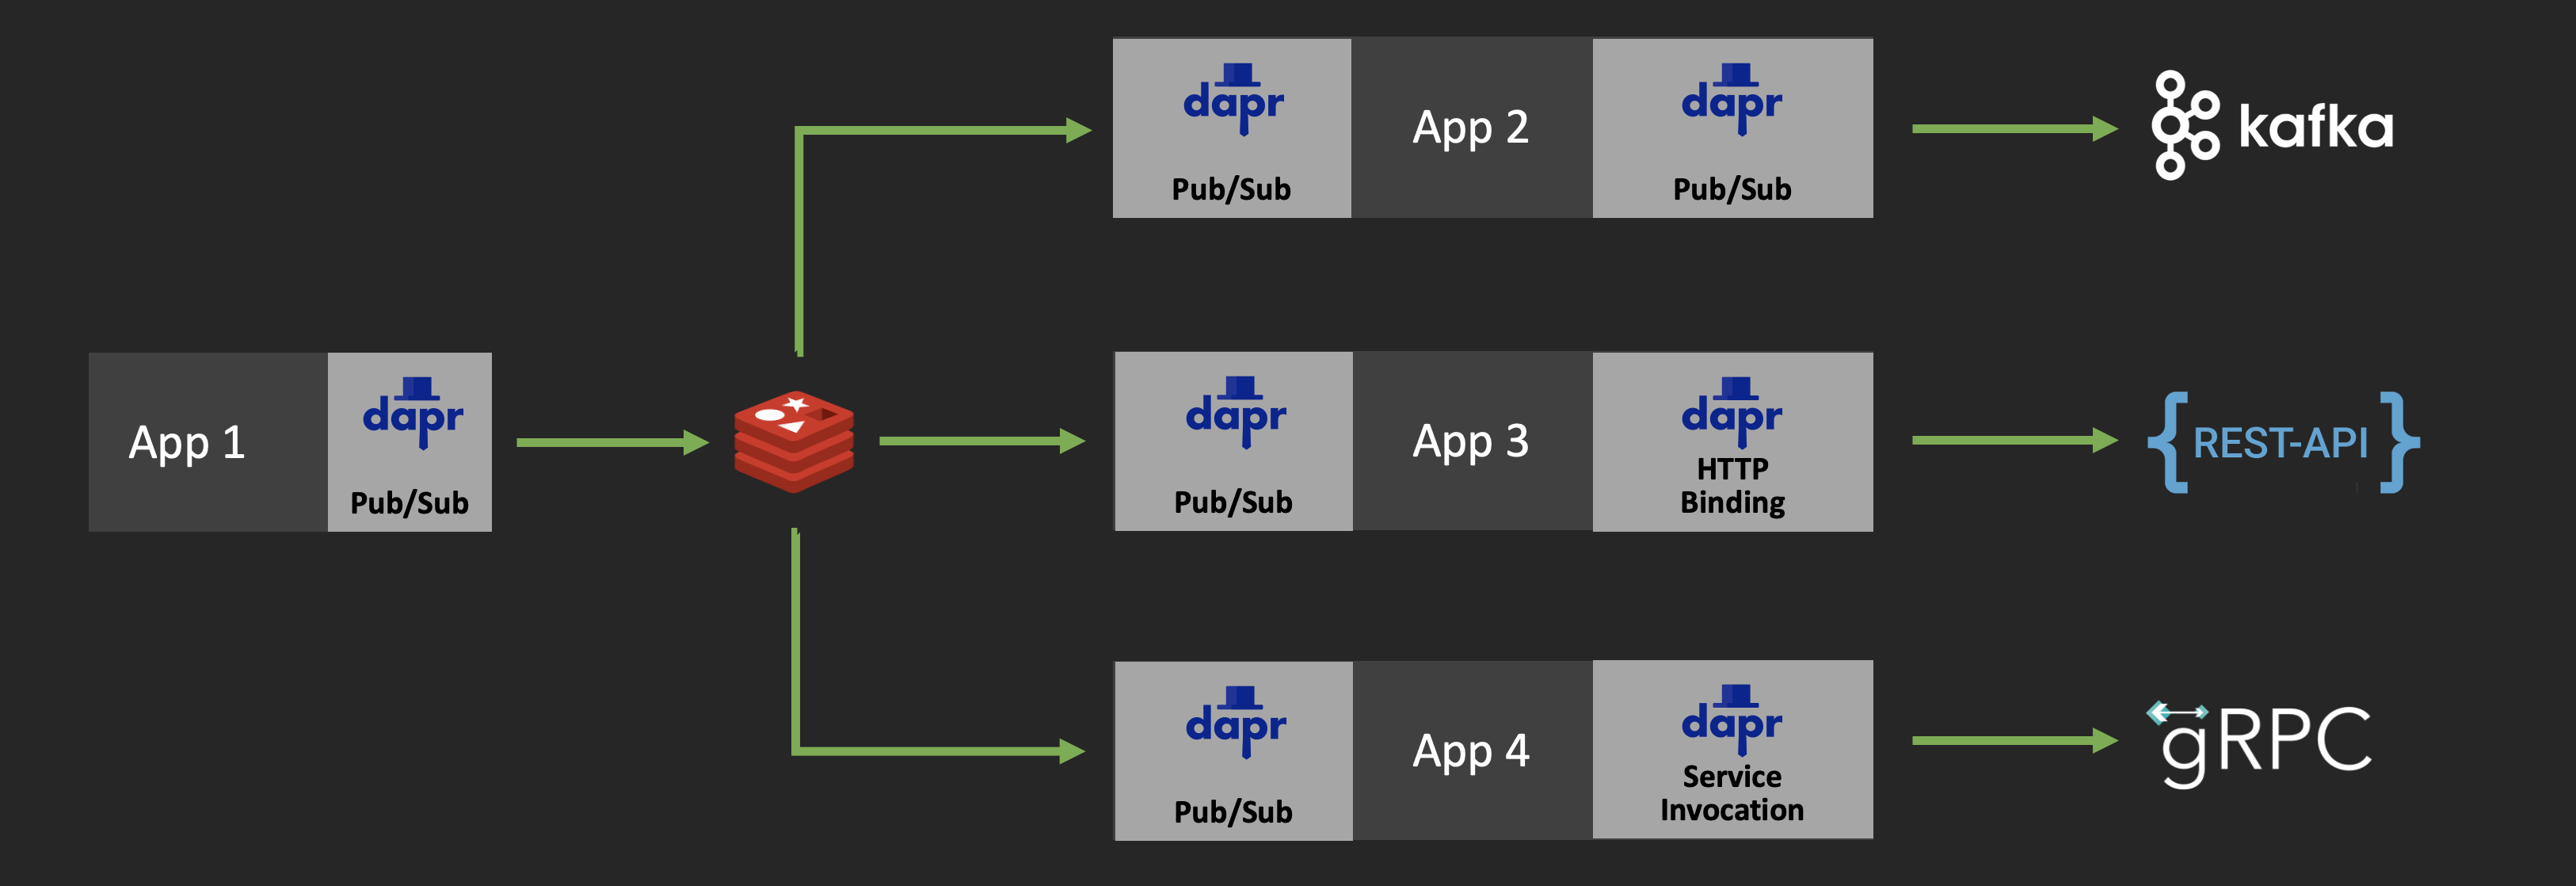 dapr
Pub/Sub
App 2
dapr
Pub/Sub
kafka
App 1
dapr
Pub/Sub
dapr
Pub/Sub
App 3
dapr
HTTP
Binding
{REST-API}
dapr
Pub/Sub
App 4
dapr
Service
Invocation
gRPC